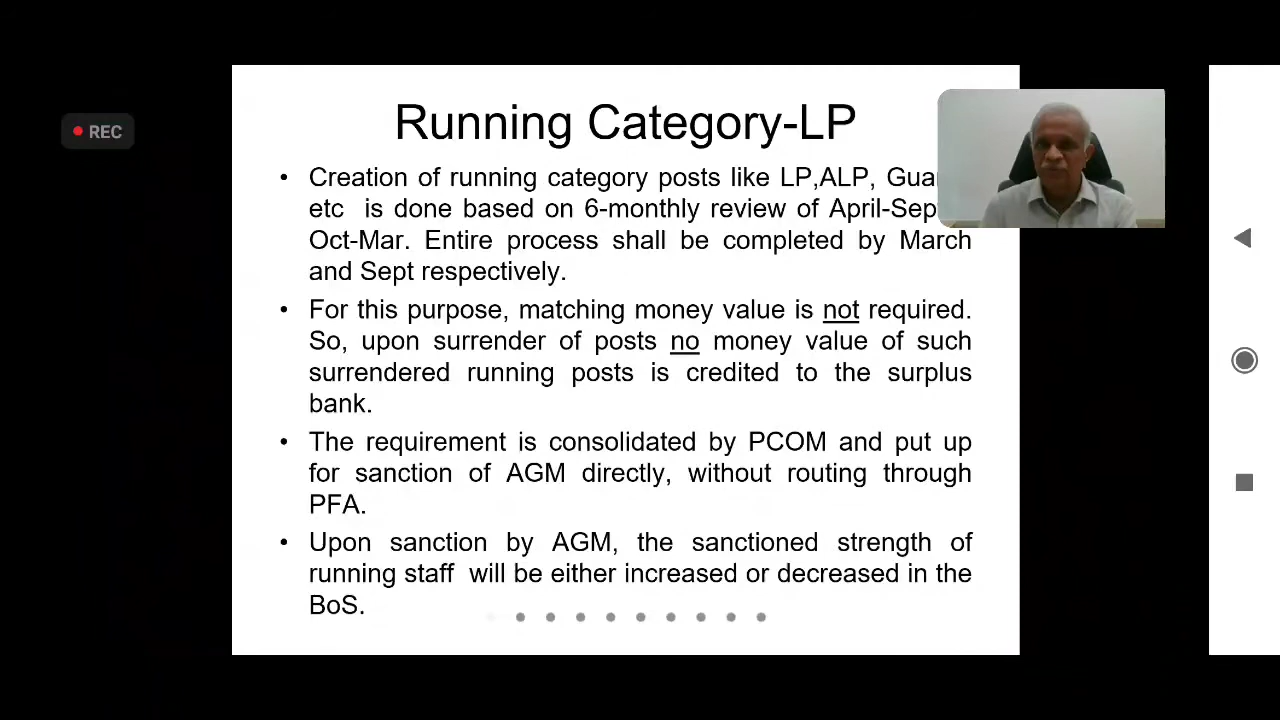 Running Category-LP
REC
• Creation of running category posts like LP,ALP,
etc is done based on 6-monthly review of
Oct-Mar. Entire process shall be completed by March
and Sept respectively.
• For this purpose, matching money value is not required.
So, upon surrender of posts no money value of such
surrendered running posts is credited to the surplus
bank.
• The requirement is consolidated by PCOM and put up
for sanction of AGM directly, without routing through
PFA.
• Upon sanction by AGM, the sanctioned strength of
running staff will be either increased or decreased in the
BoS.